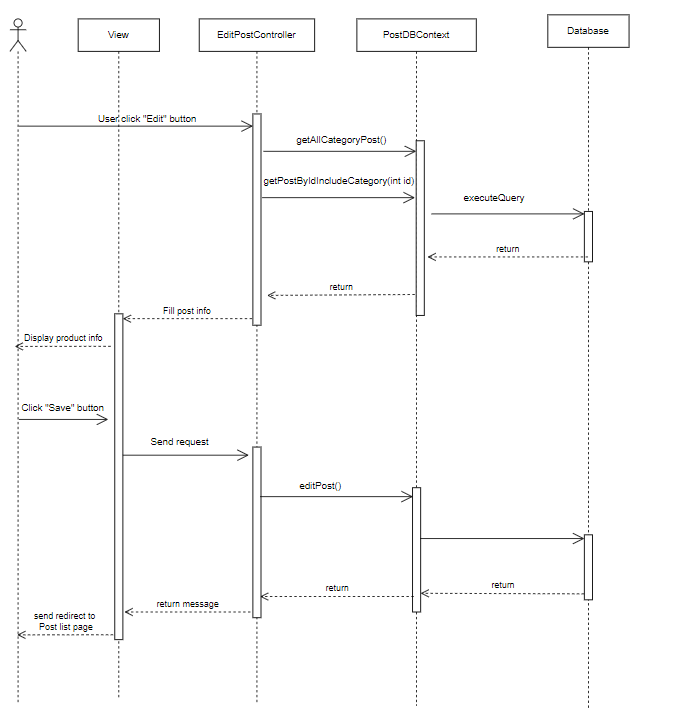 View
EditPostController
PostDBContext
Database
User click "Edit" button
getAllCategoryPost()
getPostByIdIncludeCategory(int id)
executeQuery
return
return
Fill post info
Display product info
Click "Save" button
Send request
editPost()
return
return
return message
send redirect to
Post list page